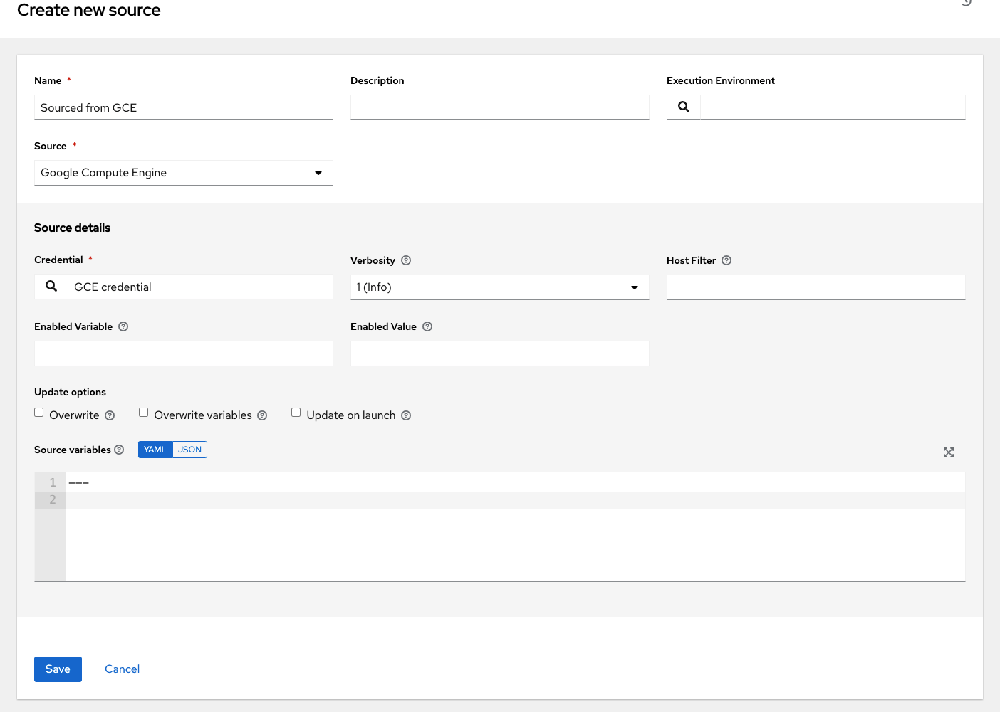 Create new source
Name *
Description
Execution Environment
Sourced from GCE
Source *
Google Compute Engine
Source details
Credential *
Verbosity
Host Filter
GCE credential
1 (Info)
Enabled Variable
Enabled Value
Update options
Overwrite
Overwrite variables
Update on launch
Source variables
YAML
JSON
1 ---
2
Save
Cancel